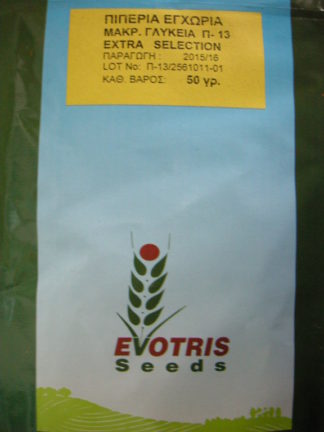 ΠΙΠΕΡΙΑ ΕΓΧΩΡΙΑ
ΜΑΚΡ. ΓΛΥΚΕΙΑ Π- 13
EXTRA SELECTION
ΠΑΡΑΓΩΓΗ : 2015/16
LOT No: Π-13/2561011-01
ΚΑΘ. ΒΑΡΟΣ: 50 γρ.
EVOTRIS
Seeds